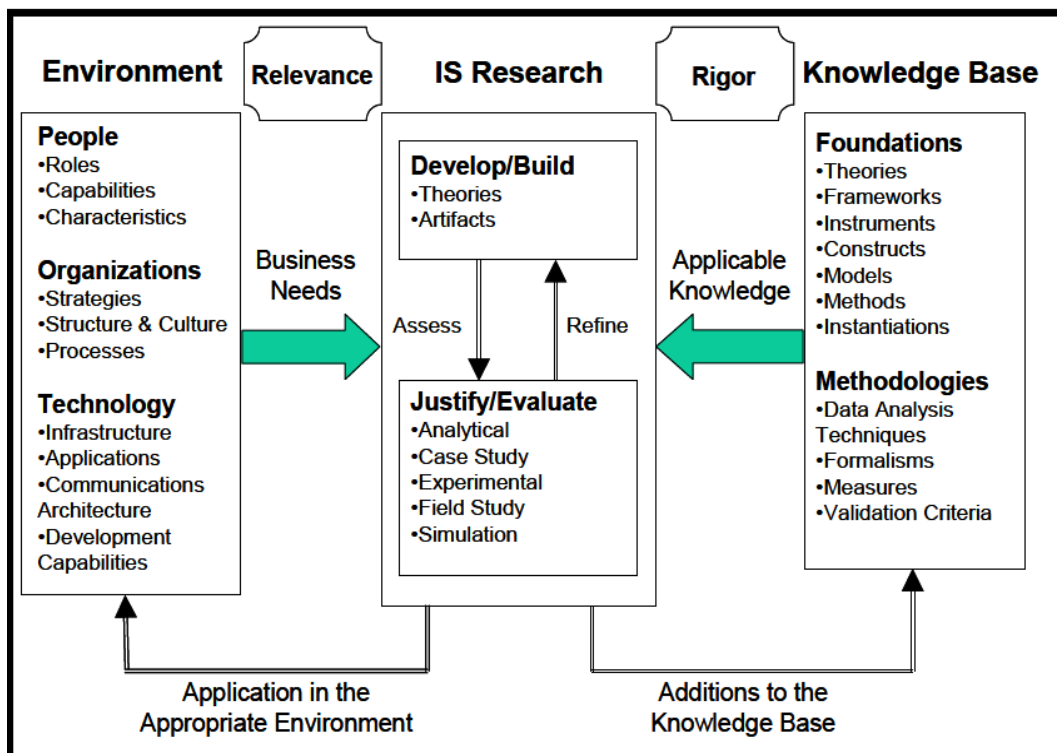 Environment
Relevance
IS Research
Rigor
Knowledge Base
People
•Roles
•Capabilities
•Characteristics
Organizations
•Strategies
•Structure & Culture
•Processes
Technology
•Infrastructure
•Applications
•Communications
Architecture
•Development
Capabilities
Business
Needs
Develop/Build
•Theories
•Artifacts
Assess
Refine
Justify/Evaluate
•Analytical
•Case Study
•Experimental
•Field Study
•Simulation
Applicable
Knowledge
Foundations
•Theories
•Frameworks
•Instruments
•Constructs
•Models
•Methods
•Instantiations
Methodologies
•Data Analysis
Techniques
•Formalisms
•Measures
•Validation Criteria
Application in the
Appropriate Environment
Additions to the
Knowledge Base